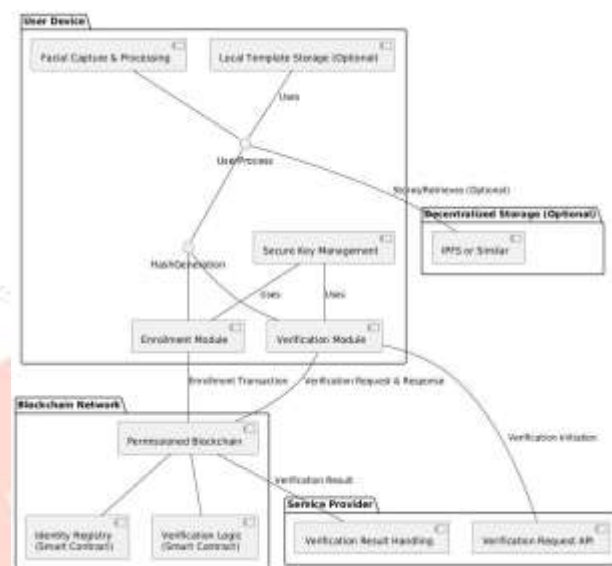 User Device
Facial Capture & Processing
Local Template Storage (Optional)
Uses
UserProcess
Stores/Retrieves (Optional)
Decentralized Storage (Optional)
IPFS or Similar
Secure Key Management
HashGeneration
Uses
Uses
Enrollment Module
Verification Module
Enrollment Transaction
Verification Request & Response
Blockchain Network
Permissioned Blockchain
Verification Initiation
Verification Result
Service Provider
Identity Registry
(Smart Contract)
Verification Logic
(Smart Contract)
Verification Result Handling
Verification Request API